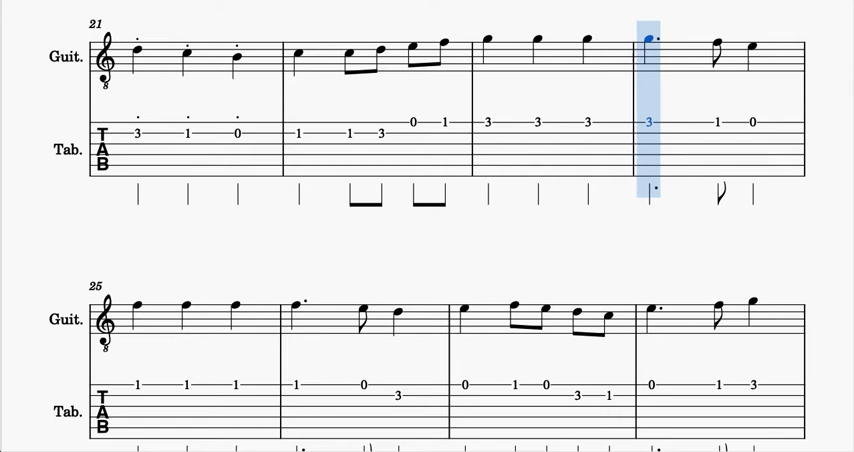 21
Guit.
8
3 1 0 1 1 3 0 1 3 3 3 3 1 0
Tab.
TAB
25
Guit.
8
1 1 1 1 0 3 0 1 0 3 1 0 1 3
Tab.